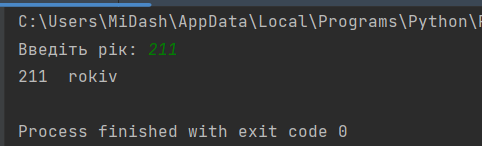 C:\Users\MiDash\AppData\Local\Programs\Python\
Введіть рік: 211
211  rokiv
Process finished with exit code 0